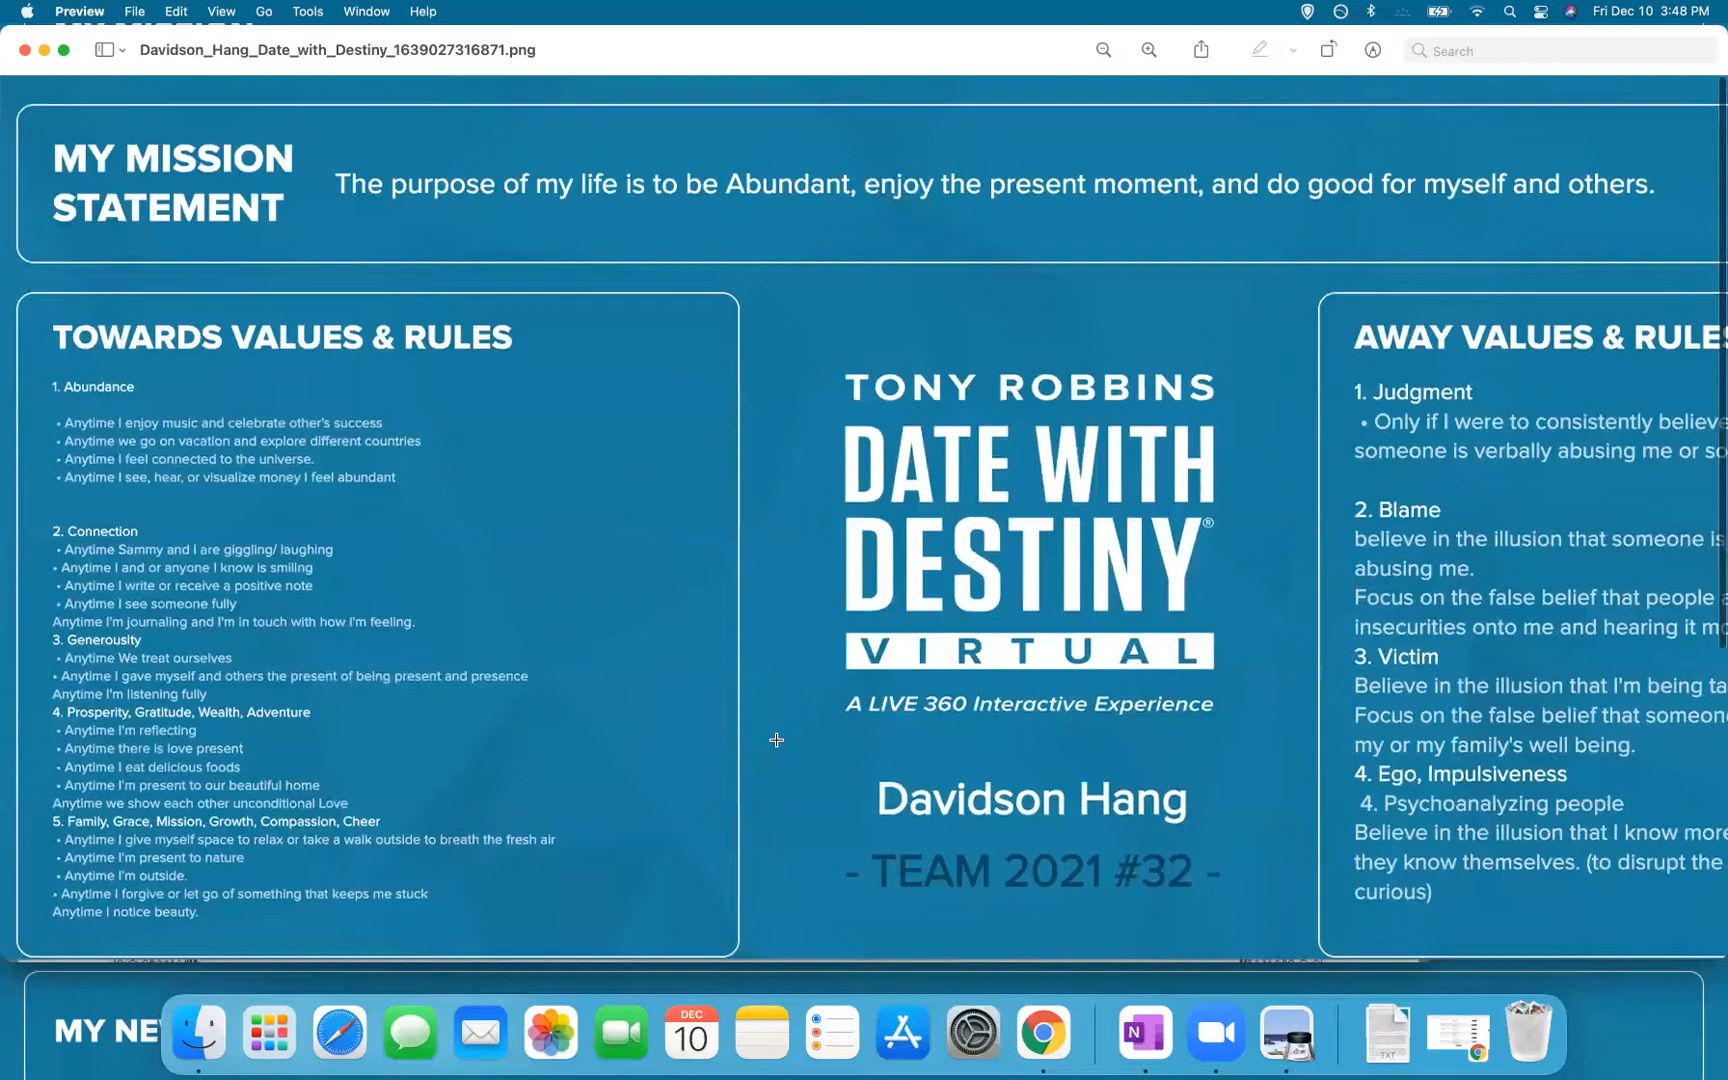 Preview File Edit View Go Tools Window Help
Fri Dec 10 3:48 PM
Davidson_Hang_Date_with_Destiny_1639027316871.png
Search
MY MISSION
STATEMENT
The purpose of my life is to be Abundant, enjoy the present moment, and do good for myself and others.
TOWARDS VALUES & RULES
1. Abundance
• Anytime I enjoy music and celebrate other's success
• Anytime we go on vacation and explore different countries
• Anytime I feel connected to the universe.
• Anytime I see, hear, or visualize money I feel abundant
2. Connection
• Anytime Sammy and I are giggling/ laughing
• Anytime I and or anyone I know is smiling
• Anytime I write or receive a positive note
• Anytime I see someone fully
Anytime I'm journaling and I'm in touch with how I'm feeling.
3. Generousity
• Anytime We treat ourselves
• Anytime I gave myself and others the present of being present and presence
Anytime I'm listening fully
4. Prosperity, Gratitude, Wealth, Adventure
• Anytime I'm reflecting
• Anytime there is love present
• Anytime I eat delicious foods
• Anytime I'm present to our beautiful home
Anytime we show each other unconditional Love
5. Family, Grace, Mission, Growth, Compassion, Cheer
• Anytime I give myself space to relax or take a walk outside to breath the fresh air
• Anytime I'm present to nature
• Anytime I'm outside.
• Anytime I forgive or let go of something that keeps me stuck
Anytime I notice beauty.
TONY ROBBINS
DATE WITH
DESTINY®
VIRTUAL
A LIVE 360 Interactive Experience
Davidson Hang
- TEAM 2021 #32 -
AWAY VALUES & RULES
1. Judgment
• Only if I were to consistently believe
someone is verbally abusing me or
2. Blame
believe in the illusion that someone is
abusing me.
Focus on the false belief that people
insecurities onto me and hearing it
3. Victim
Believe in the illusion that I'm being
Focus on the false belief that
my or my family's well being.
4. Ego, Impulsiveness
4. Psychoanalyzing people
Believe in the illusion that I know more
they know themselves. (to disrupt the
curious)
MY
DEC
10
TXT